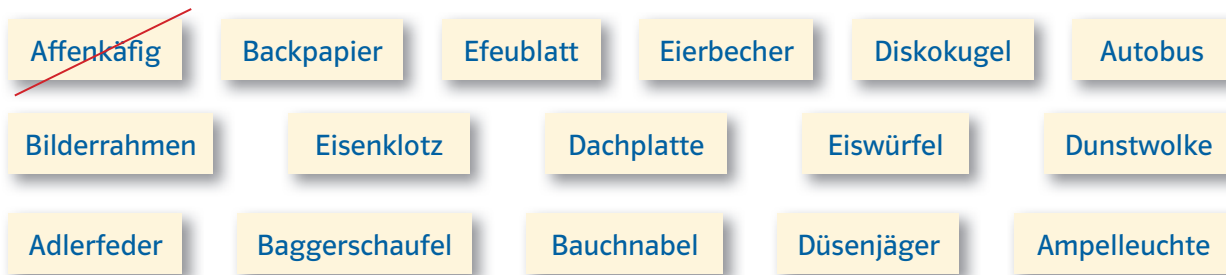 Affenkäfig Backpapier Efeublatt Eierbecher Diskokugel Autobus
Bilderrahmen Eisenklotz Dachplatte Eiswürfel Dunstwolke
Adlerfeder Baggerschaufel Bauchnabel Düsenjäger Ampelleuchte